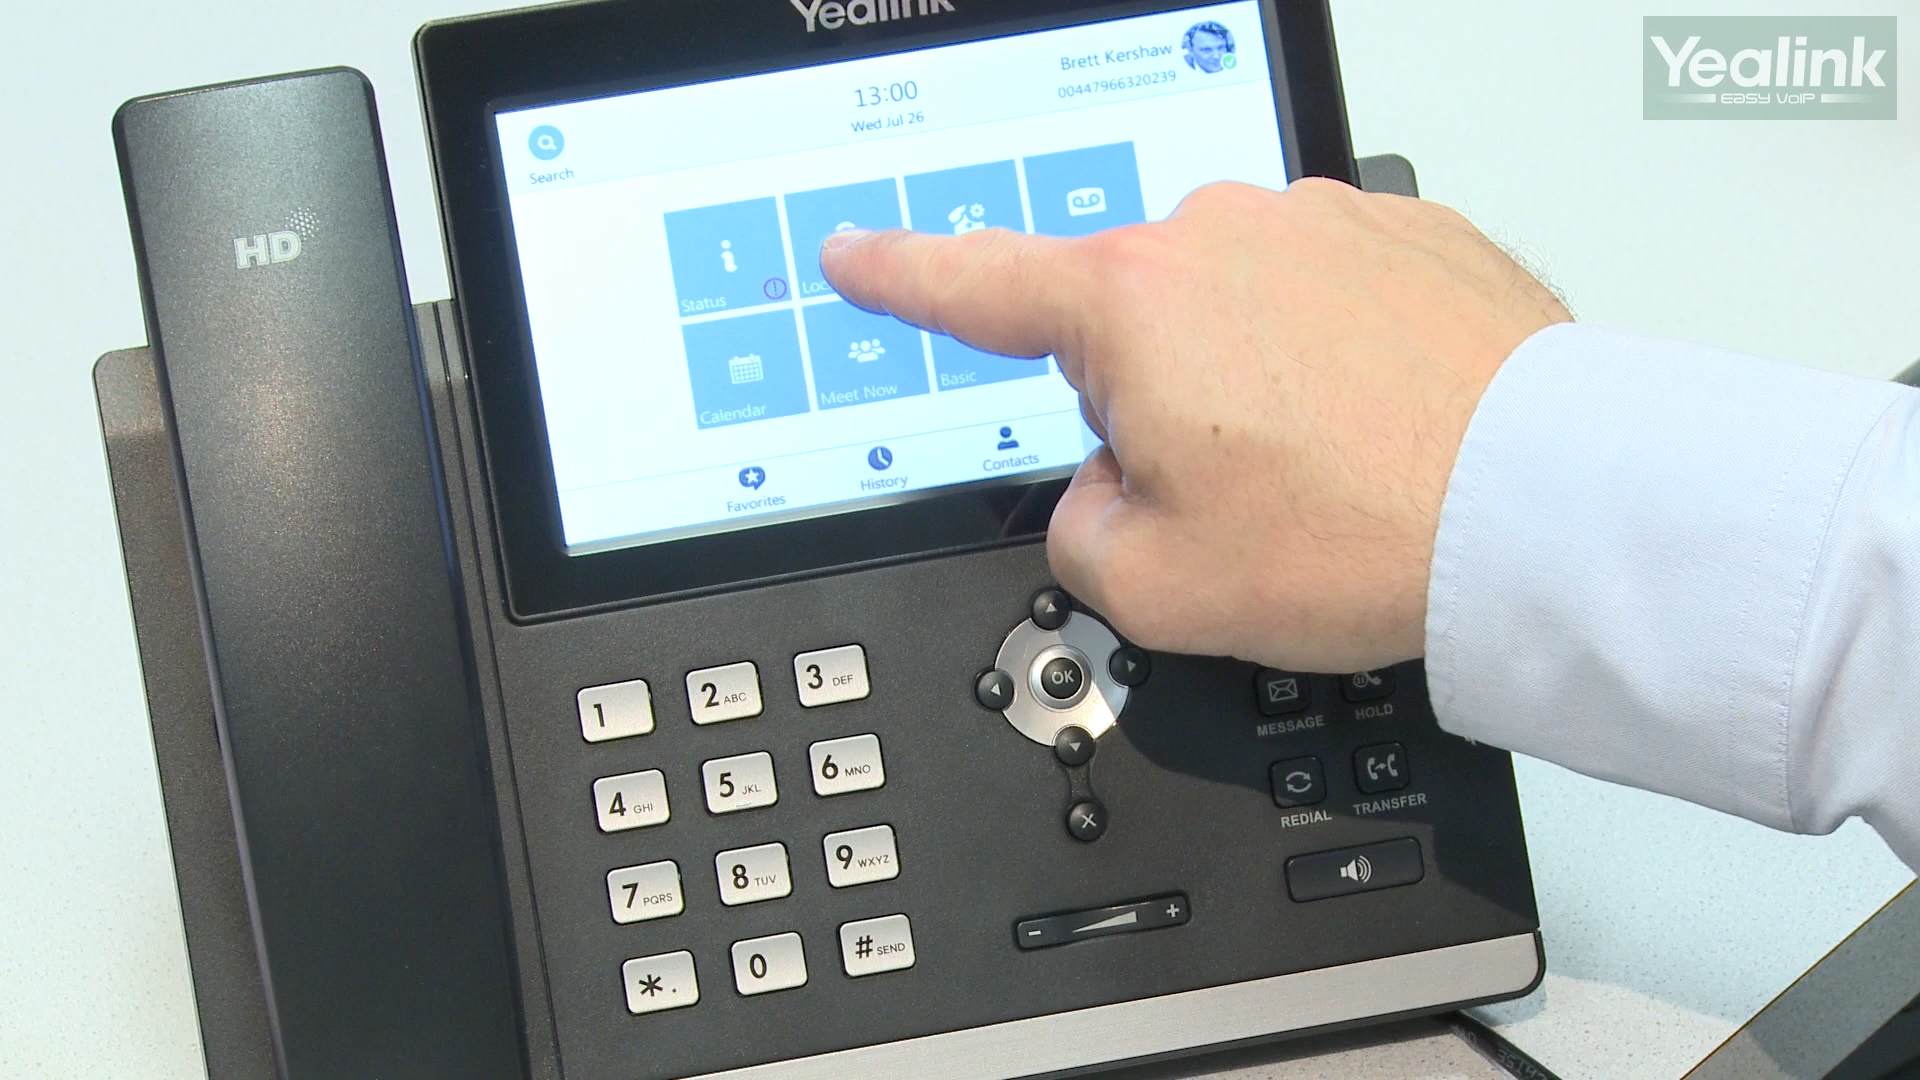 Yealink
Yealink
EASY VoIP
Brett Kershaw
00447966320239
13:00
Wed Jul 26
Search
HD
Status
Calendar
Meet Now
Basic
Favorites
History
Contacts
1
2 ABC
3 DEF
4 GHI
5 JKL
6 MNO
7 PQRS
8 TUV
9 WXYZ
* .
0
# SEND
OK
MESSAGE
HOLD
REDIAL
TRANSFER
- +